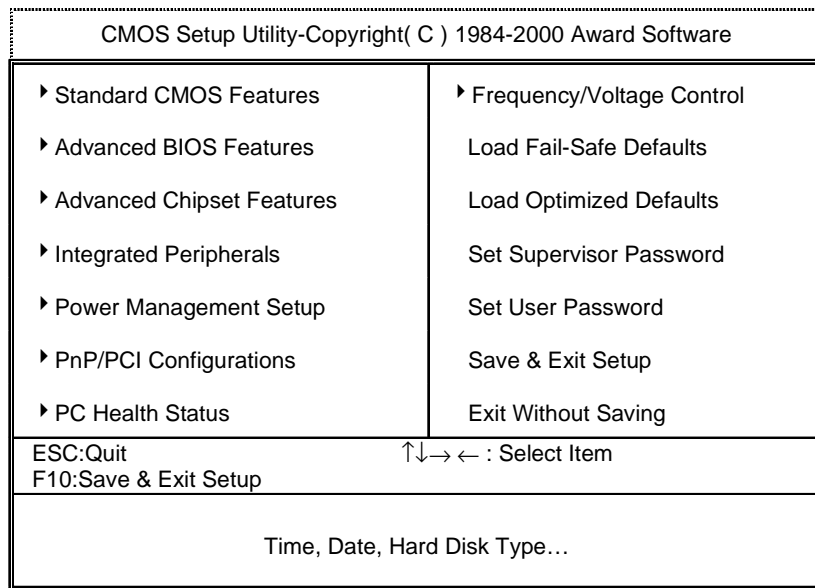 CMOS Setup Utility-Copyright( C ) 1984-2000 Award Software
Standard CMOS Features
Advanced BIOS Features
Advanced Chipset Features
Integrated Peripherals
Power Management Setup
PnP/PCI Configurations
PC Health Status
Frequency/Voltage Control
Load Fail-Safe Defaults
Load Optimized Defaults
Set Supervisor Password
Set User Password
Save & Exit Setup
Exit Without Saving
ESC:Quit ↑↓→ ← : Select Item
F10:Save & Exit Setup
Time, Date, Hard Disk Type…